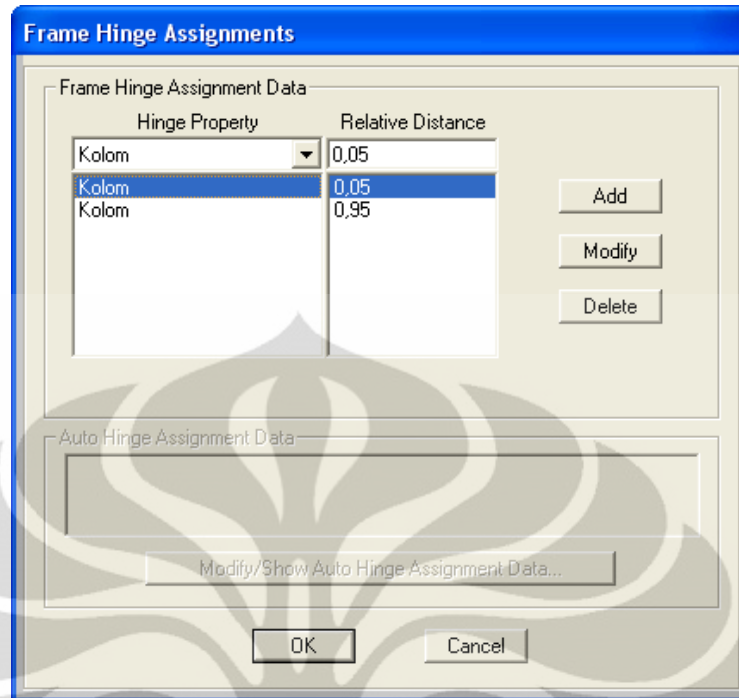 Frame Hinge Assignments
Frame Hinge Assignment Data
Hinge Property Relative Distance
Kolom 0,05
Kolom 0,05
Kolom 0,95
Add
Modify
Delete
Auto Hinge Assignment Data
Modify/Show Auto Hinge Assignment Data...
OK Cancel